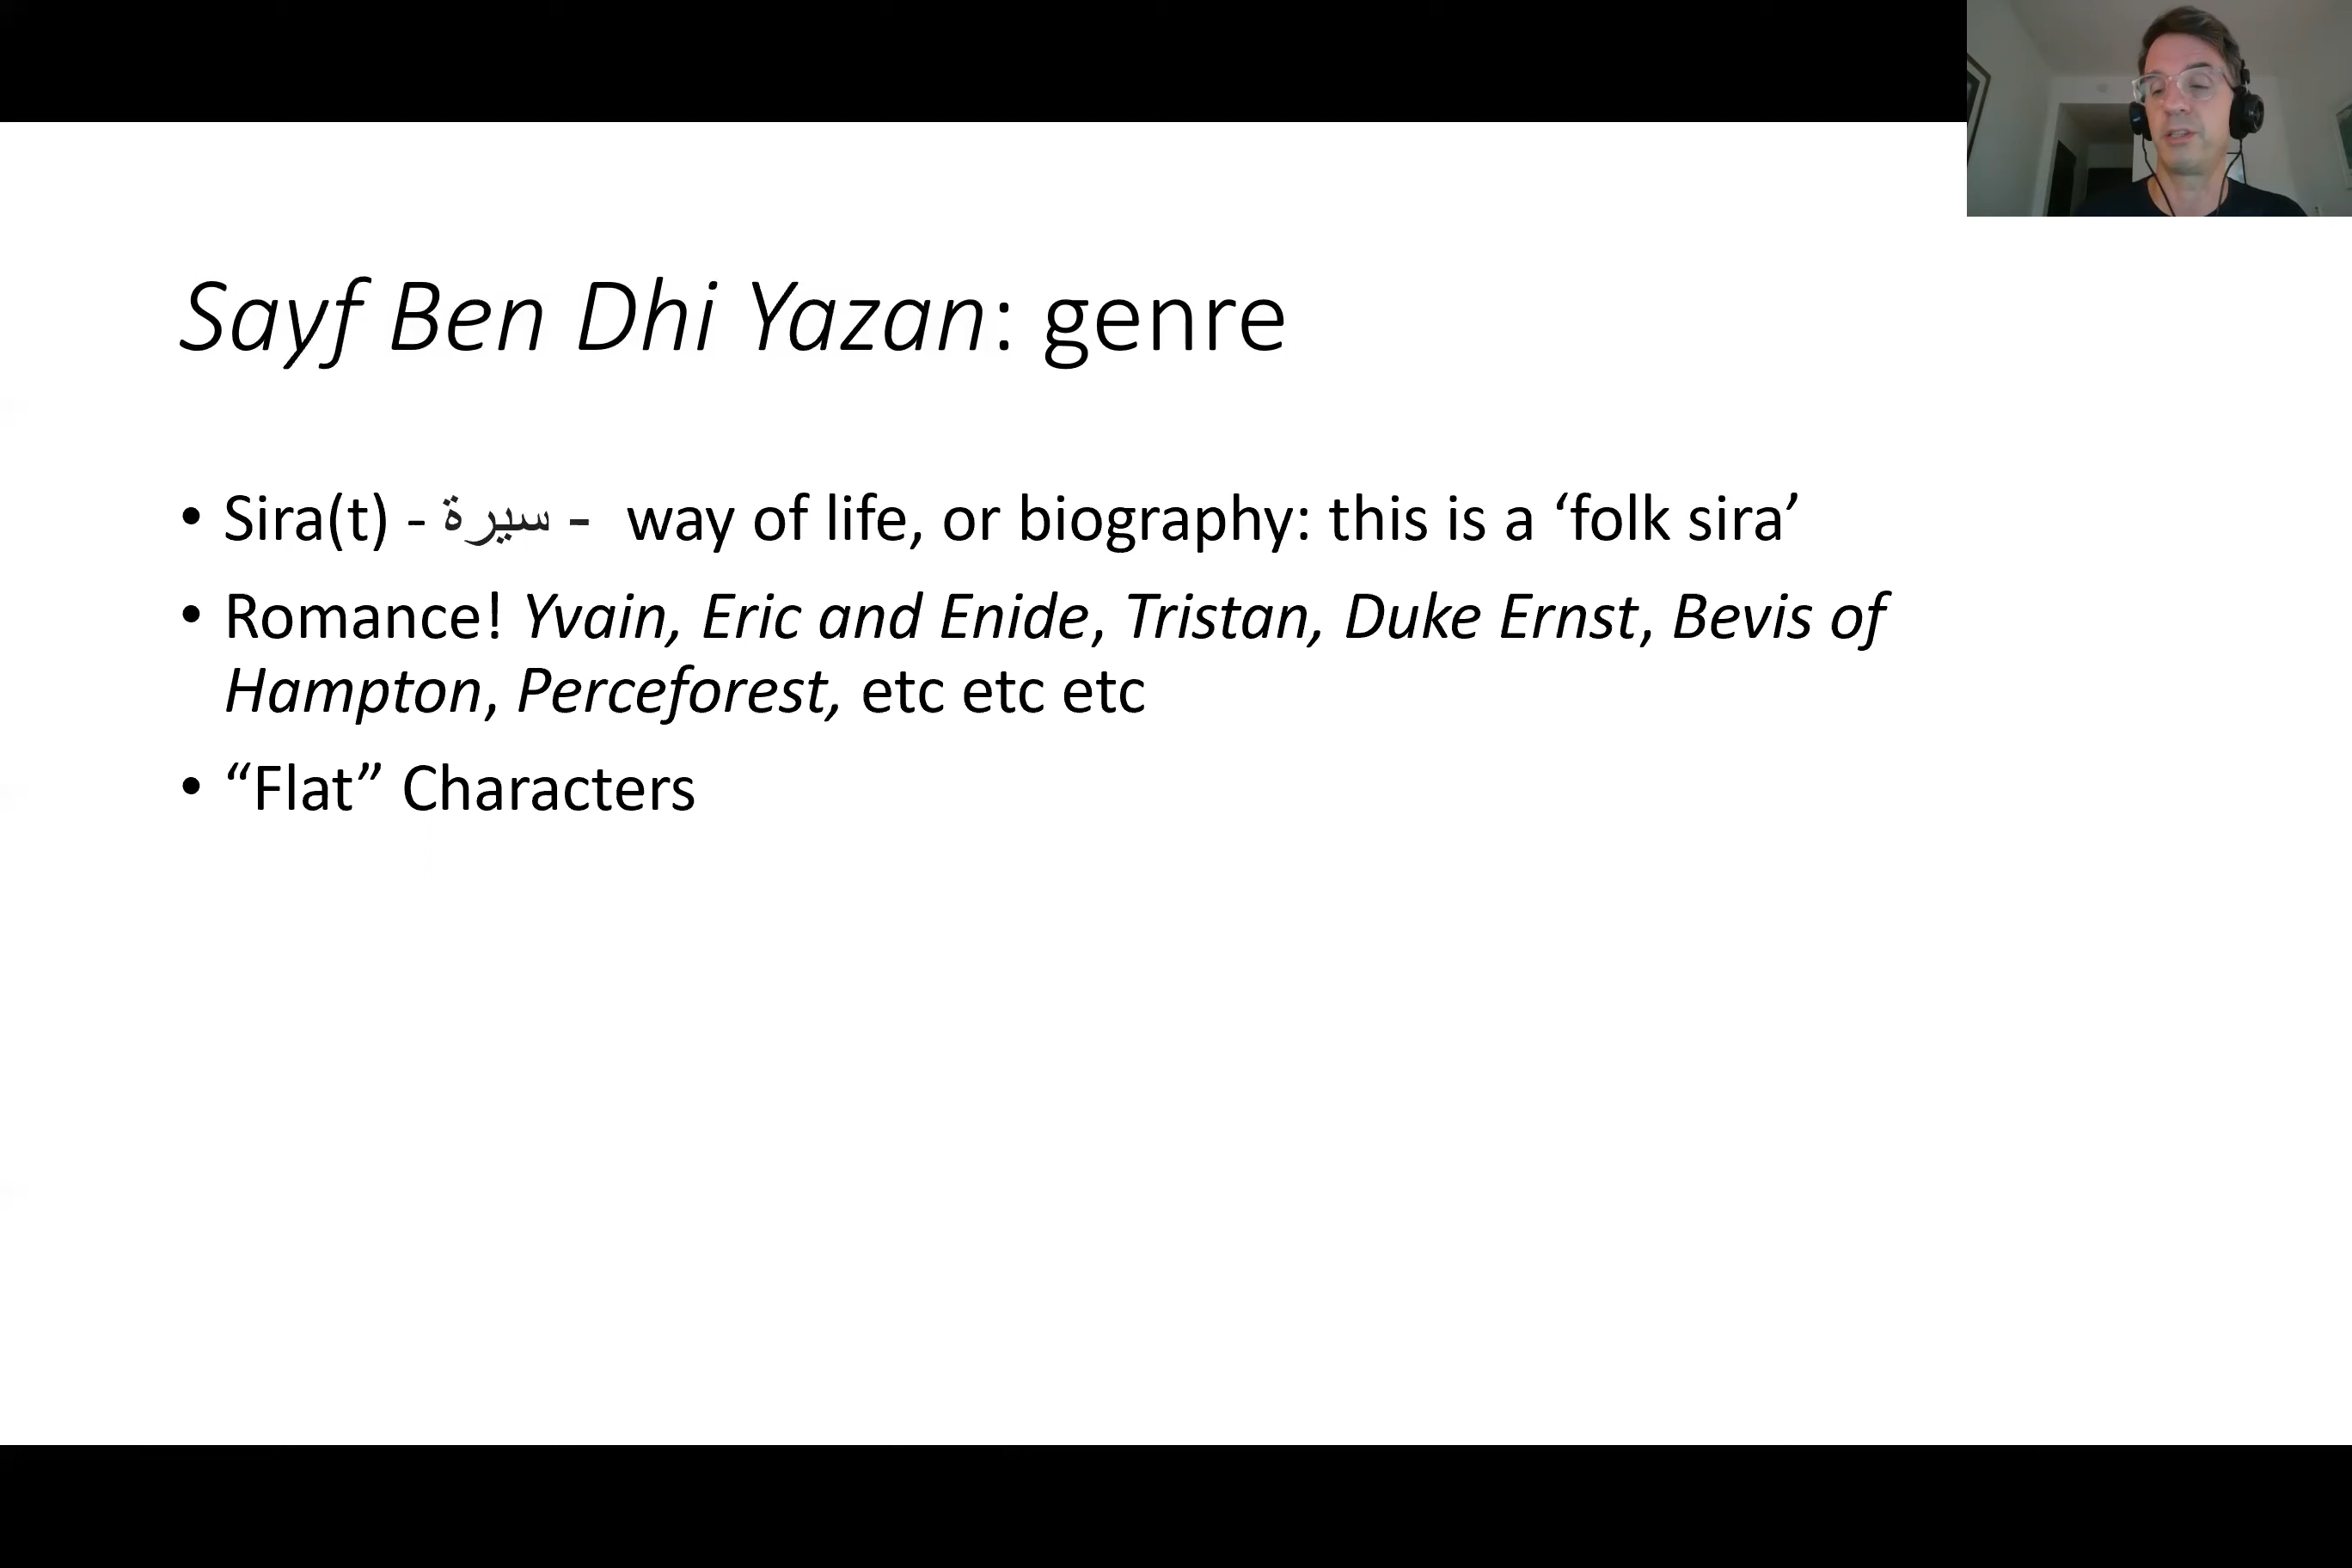 Sayf Ben Dhi Yazan: genre
• Sira(t) - سيرة - way of life, or biography: this is a ‘folk sira’
• Romance! Yvain, Eric and Enide, Tristan, Duke Ernst, Bevis of
Hampton, Perceforest, etc etc etc
• “Flat” Characters